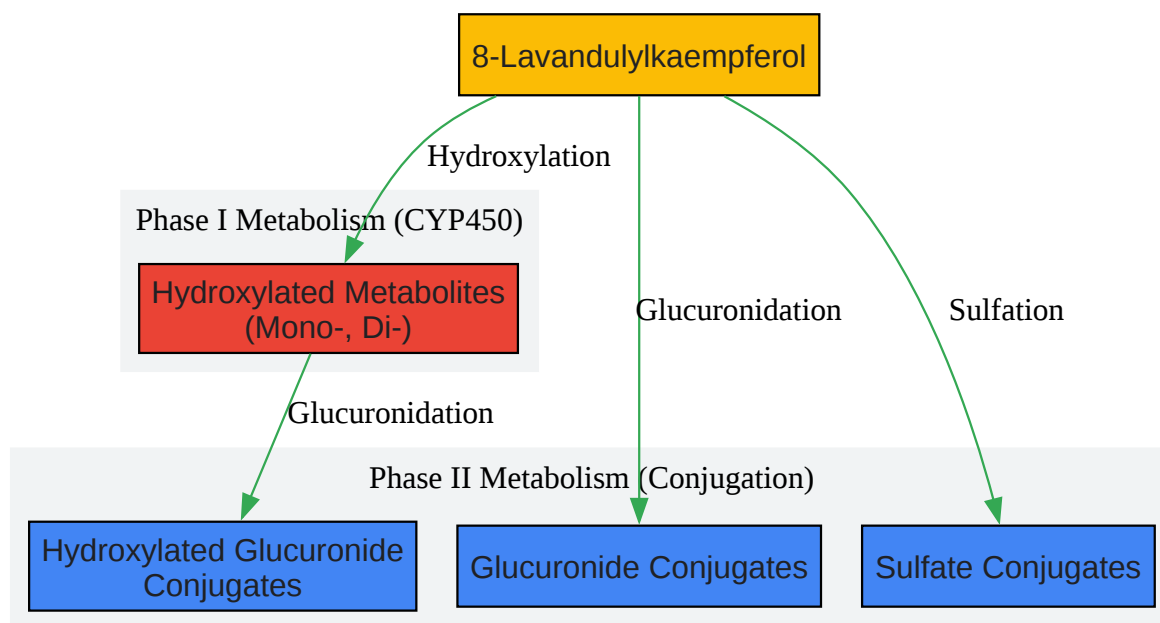 8-Lavandulylkaempferol
Hydroxylation
Phase I Metabolism (CYP450)
Hydroxylated Metabolites
(Mono-, Di-)
Glucuronidation
Sulfation
Glucuronidation
Phase II Metabolism (Conjugation)
Hydroxylated Glucuronide
Conjugates
Glucuronide Conjugates
Sulfate Conjugates